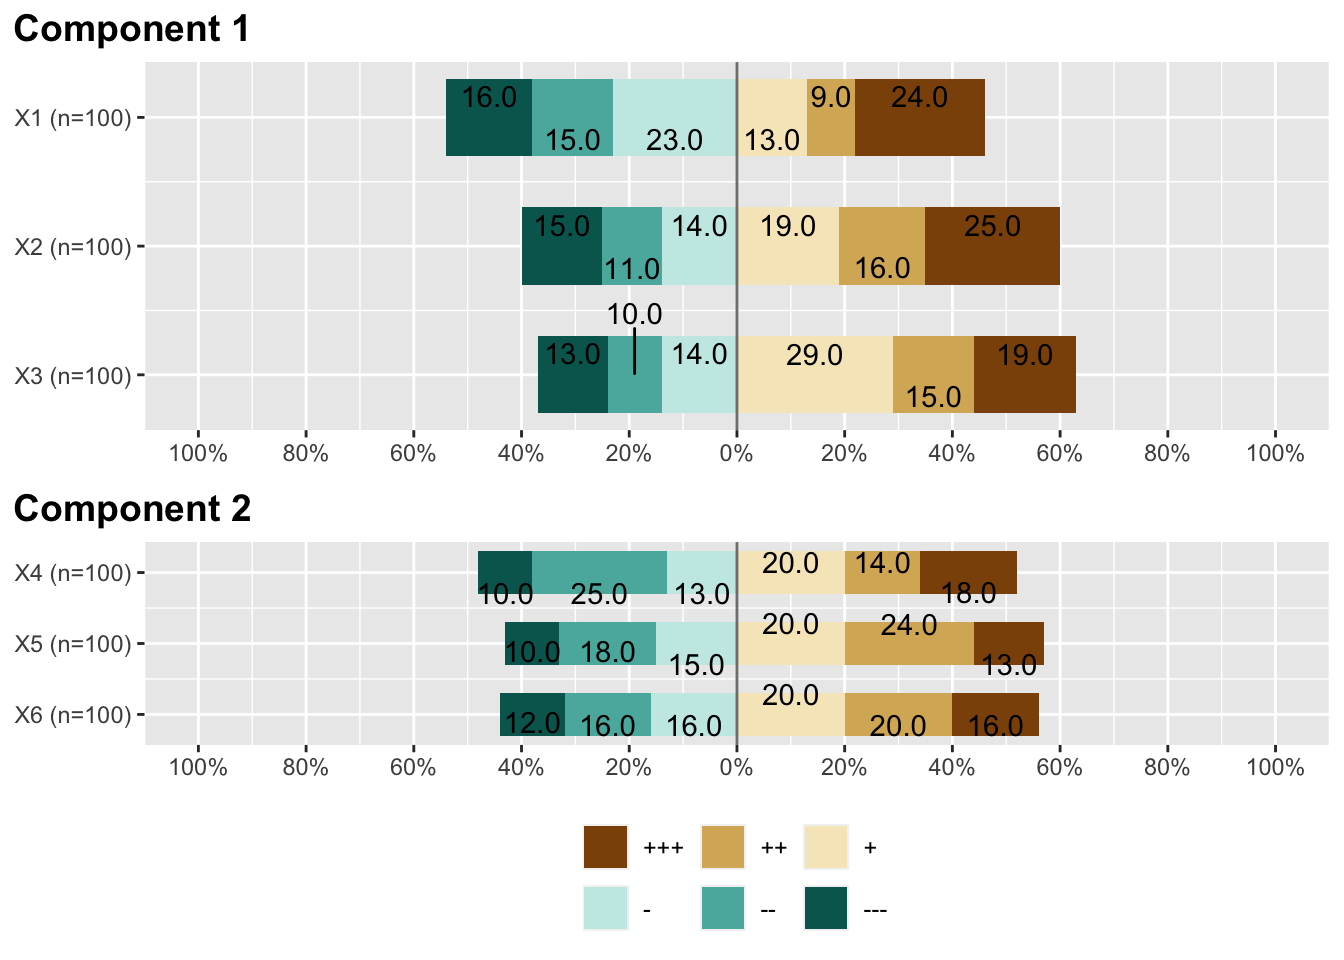 Component 1
X1 (n=100)
16.0 15.0 23.0 13.0 9.0 24.0
X2 (n=100)
15.0 11.0 14.0 19.0 16.0 25.0
X3 (n=100)
13.0 10.0 14.0 29.0 15.0 19.0
100% 80% 60% 40% 20% 0% 20% 40% 60% 80% 100%
Component 2
X4 (n=100)
10.0 25.0 13.0 20.0 14.0 18.0
X5 (n=100)
10.0 18.0 15.0 20.0 24.0 13.0
X6 (n=100)
12.0 16.0 16.0 20.0 20.0 16.0
100% 80% 60% 40% 20% 0% 20% 40% 60% 80% 100%
+++ ++ +
- -- ---